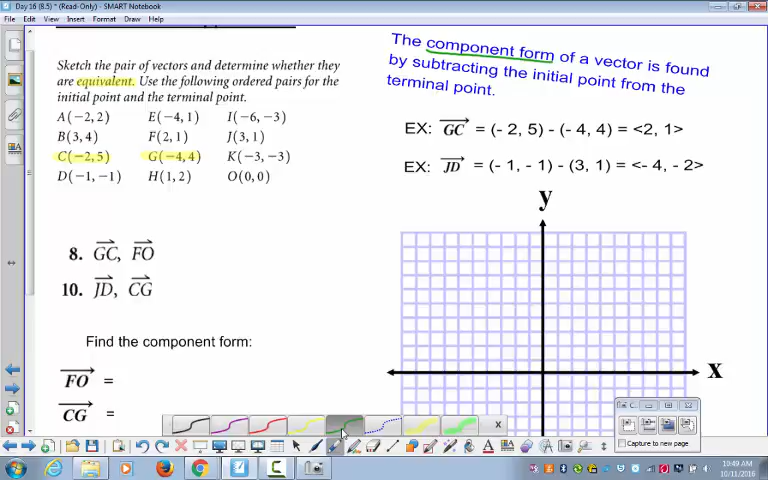 Day 16 (8.5) * (Read-Only) - SMART Notebook
File Edit View Insert Format Tools Add-ons Draw Help
Sketch the pair of vectors and determine whether they
are equivalent. Use the following ordered pairs for the
initial point and the terminal point.
A(−2, 2) E(−4, 1) I(−6, −3)
B(3, 4) F(2, 1) J(3, 1)
C(−2, 5) G(−4, 4) K(−3, −3)
D(−1, −1) H(1, 2) O(0, 0)
8. GC, FO
10. JD, CG
Find the component form:
FO =
CG =
The component form of a vector is found
by subtracting the initial point from the
terminal point.
EX: GC = (- 2, 5) - (- 4, 4) = <2, 1>
EX: JD = (- 1, - 1) - (3, 1) = <- 4, - 2>
y
x
Capture to new page
10:49 AM
10/11/2016